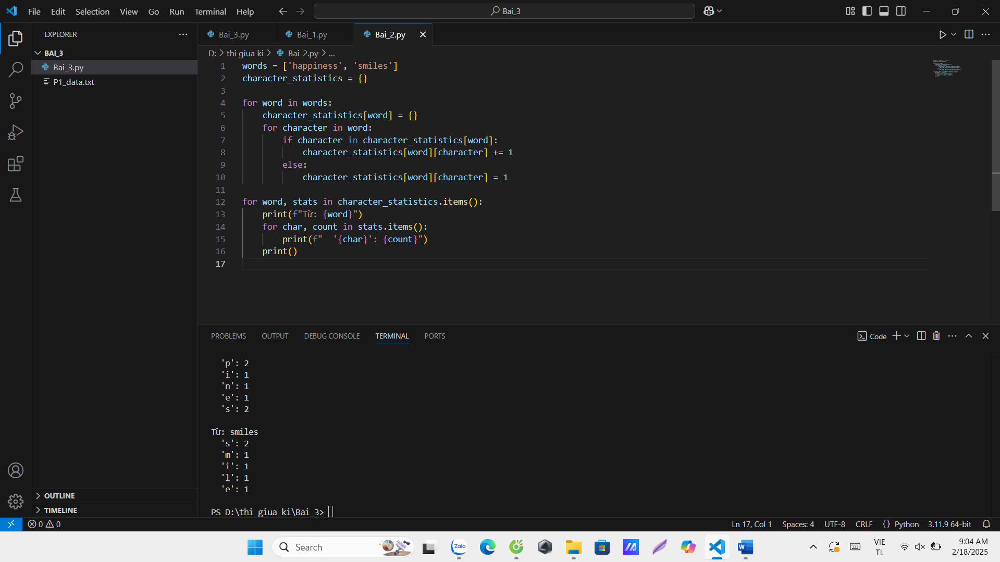 File Edit Selection View Go Run Terminal Help
Bai_3
EXPLORER
BAI_3
Bai_3.py
P1_data.txt
OUTLINE
TIMELINE
Bai_3.py Bai_1.py Bai_2.py
D: > thi giua ki > Bai_2.py > ...
1 words = ['happiness', 'smiles']
2 character_statistics = {}
3
4 for word in words:
5     character_statistics[word] = {}
6     for character in word:
7         if character in character_statistics[word]:
8             character_statistics[word][character] += 1
9         else:
10             character_statistics[word][character] = 1
11
12 for word, stats in character_statistics.items():
13     print(f"Từ: {word}")
14     for char, count in stats.items():
15         print(f"  '{char}': {count}")
16     print()
17
PROBLEMS OUTPUT DEBUG CONSOLE TERMINAL PORTS
Code
  'p': 2
  'i': 1
  'n': 1
  'e': 1
  's': 2
Từ: smiles
  's': 2
  'm': 1
  'i': 1
  'l': 1
  'e': 1
PS D:\thi giua ki\Bai_3>
0 0
Ln 17, Col 1 Spaces: 4 UTF-8 CRLF {} Python 3.11.9 64-bit
Search
Zalo
VIE
TL
9:04 AM
2/18/2025